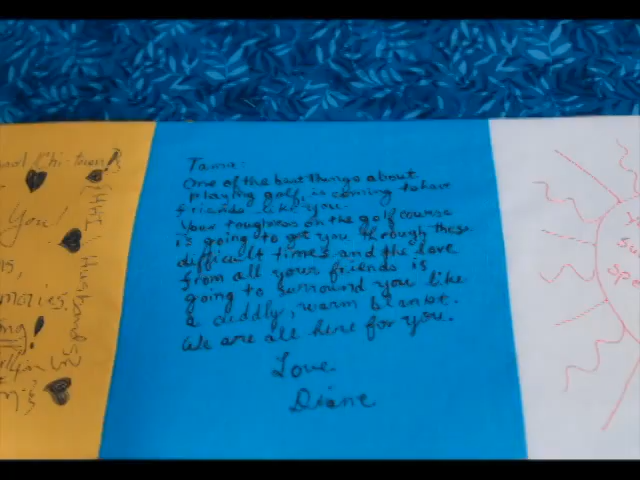 Tama:
One of the best things about
playing golf, is coming to have
friends like you.
Your toughness on the golf course
is going to get you through these
difficult times and the love
from all your friends is
going to surround you like
a cuddly, warm blanket.
We are all here for you.
Love
Diane
You!
Husbands